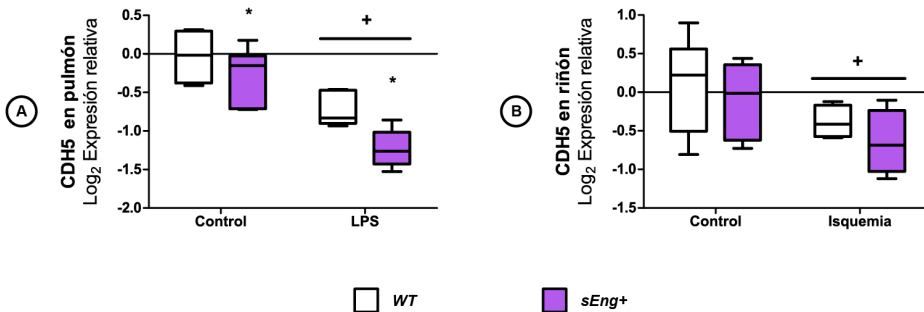 A
CDH5 en pulmón
Log2 Expresión relativa
0.5
0.0
-0.5
-1.0
-1.5
-2.0
*
+
*
Control
LPS
B
CDH5 en riñón
Log2 Expresión relativa
1.0
0.5
0.0
-0.5
-1.0
-1.5
+
Control
Isquemia
WT
sEng+